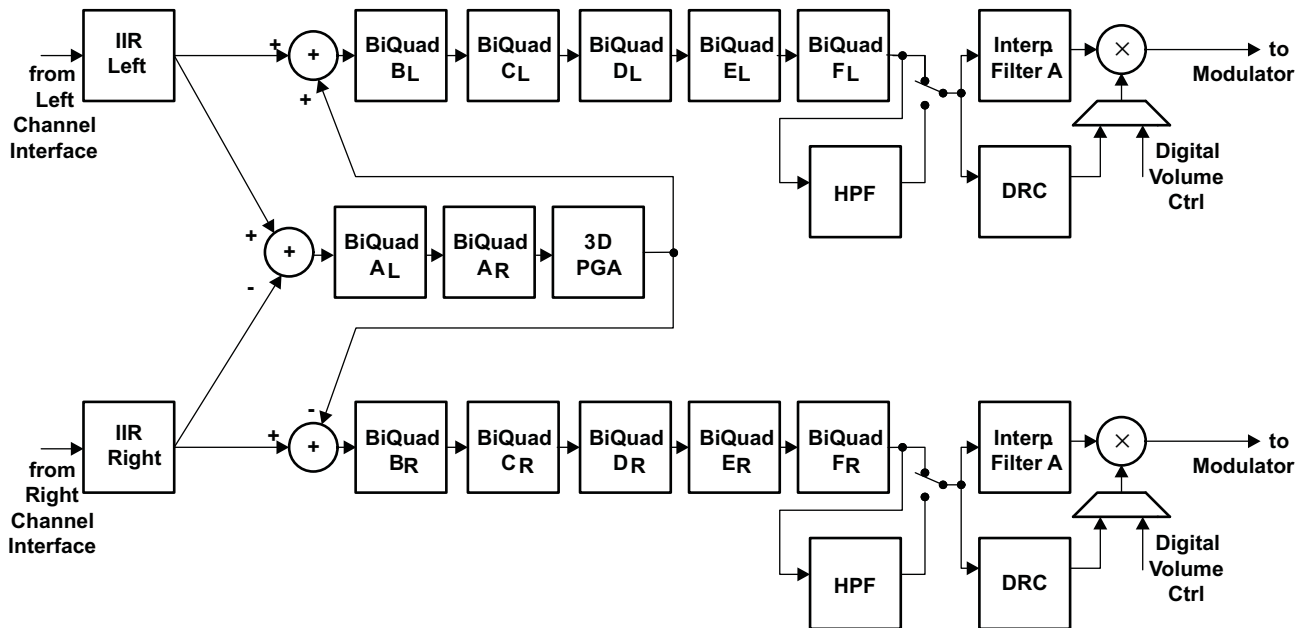 IIR
Left
from
Left
Channel
Interface
+
+
+
BiQuad
BL
BiQuad
CL
BiQuad
DL
BiQuad
EL
BiQuad
FL
HPF
Interp.
Filter A
DRC
×
to
Modulator
Digital
Volume
Ctrl
+
-
+
BiQuad
AL
BiQuad
AR
3D
PGA
IIR
Right
from
Right
Channel
Interface
+
-
+
BiQuad
BR
BiQuad
CR
BiQuad
DR
BiQuad
ER
BiQuad
FR
HPF
Interp.
Filter A
DRC
×
to
Modulator
Digital
Volume
Ctrl